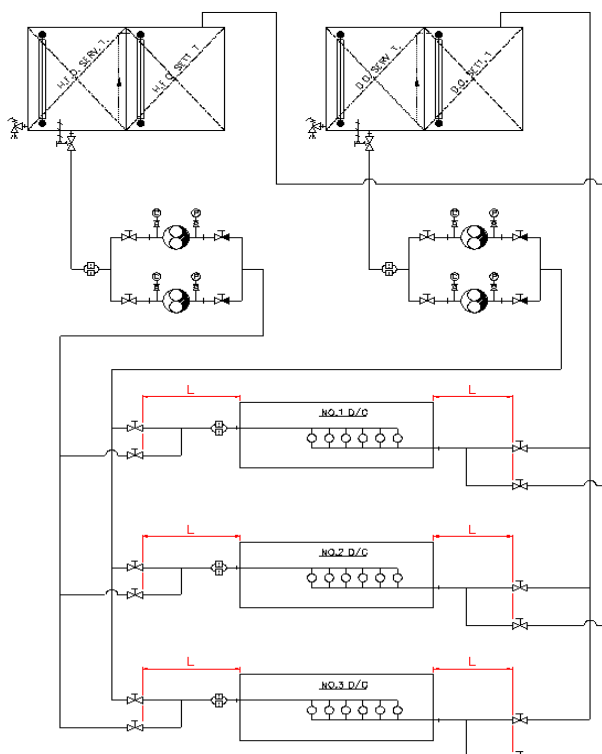 H.F.O. SERV. T.
H.F.O. SETT. T
D.O. SERV T.
D.O. SETT. T
L
L
NO.1 D/G
L
L
NO.2 D/G
L
L
NO.3 D/G